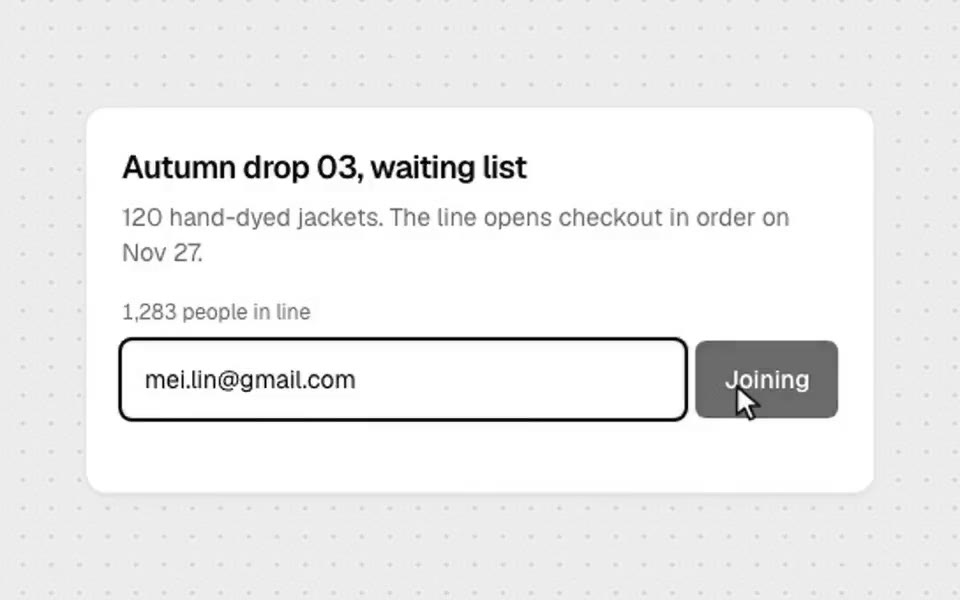 Autumn drop 03, waiting list
120 hand-dyed jackets. The line opens checkout in order on
Nov 27.
1,283 people in line
mei.lin@gmail.com
Joining